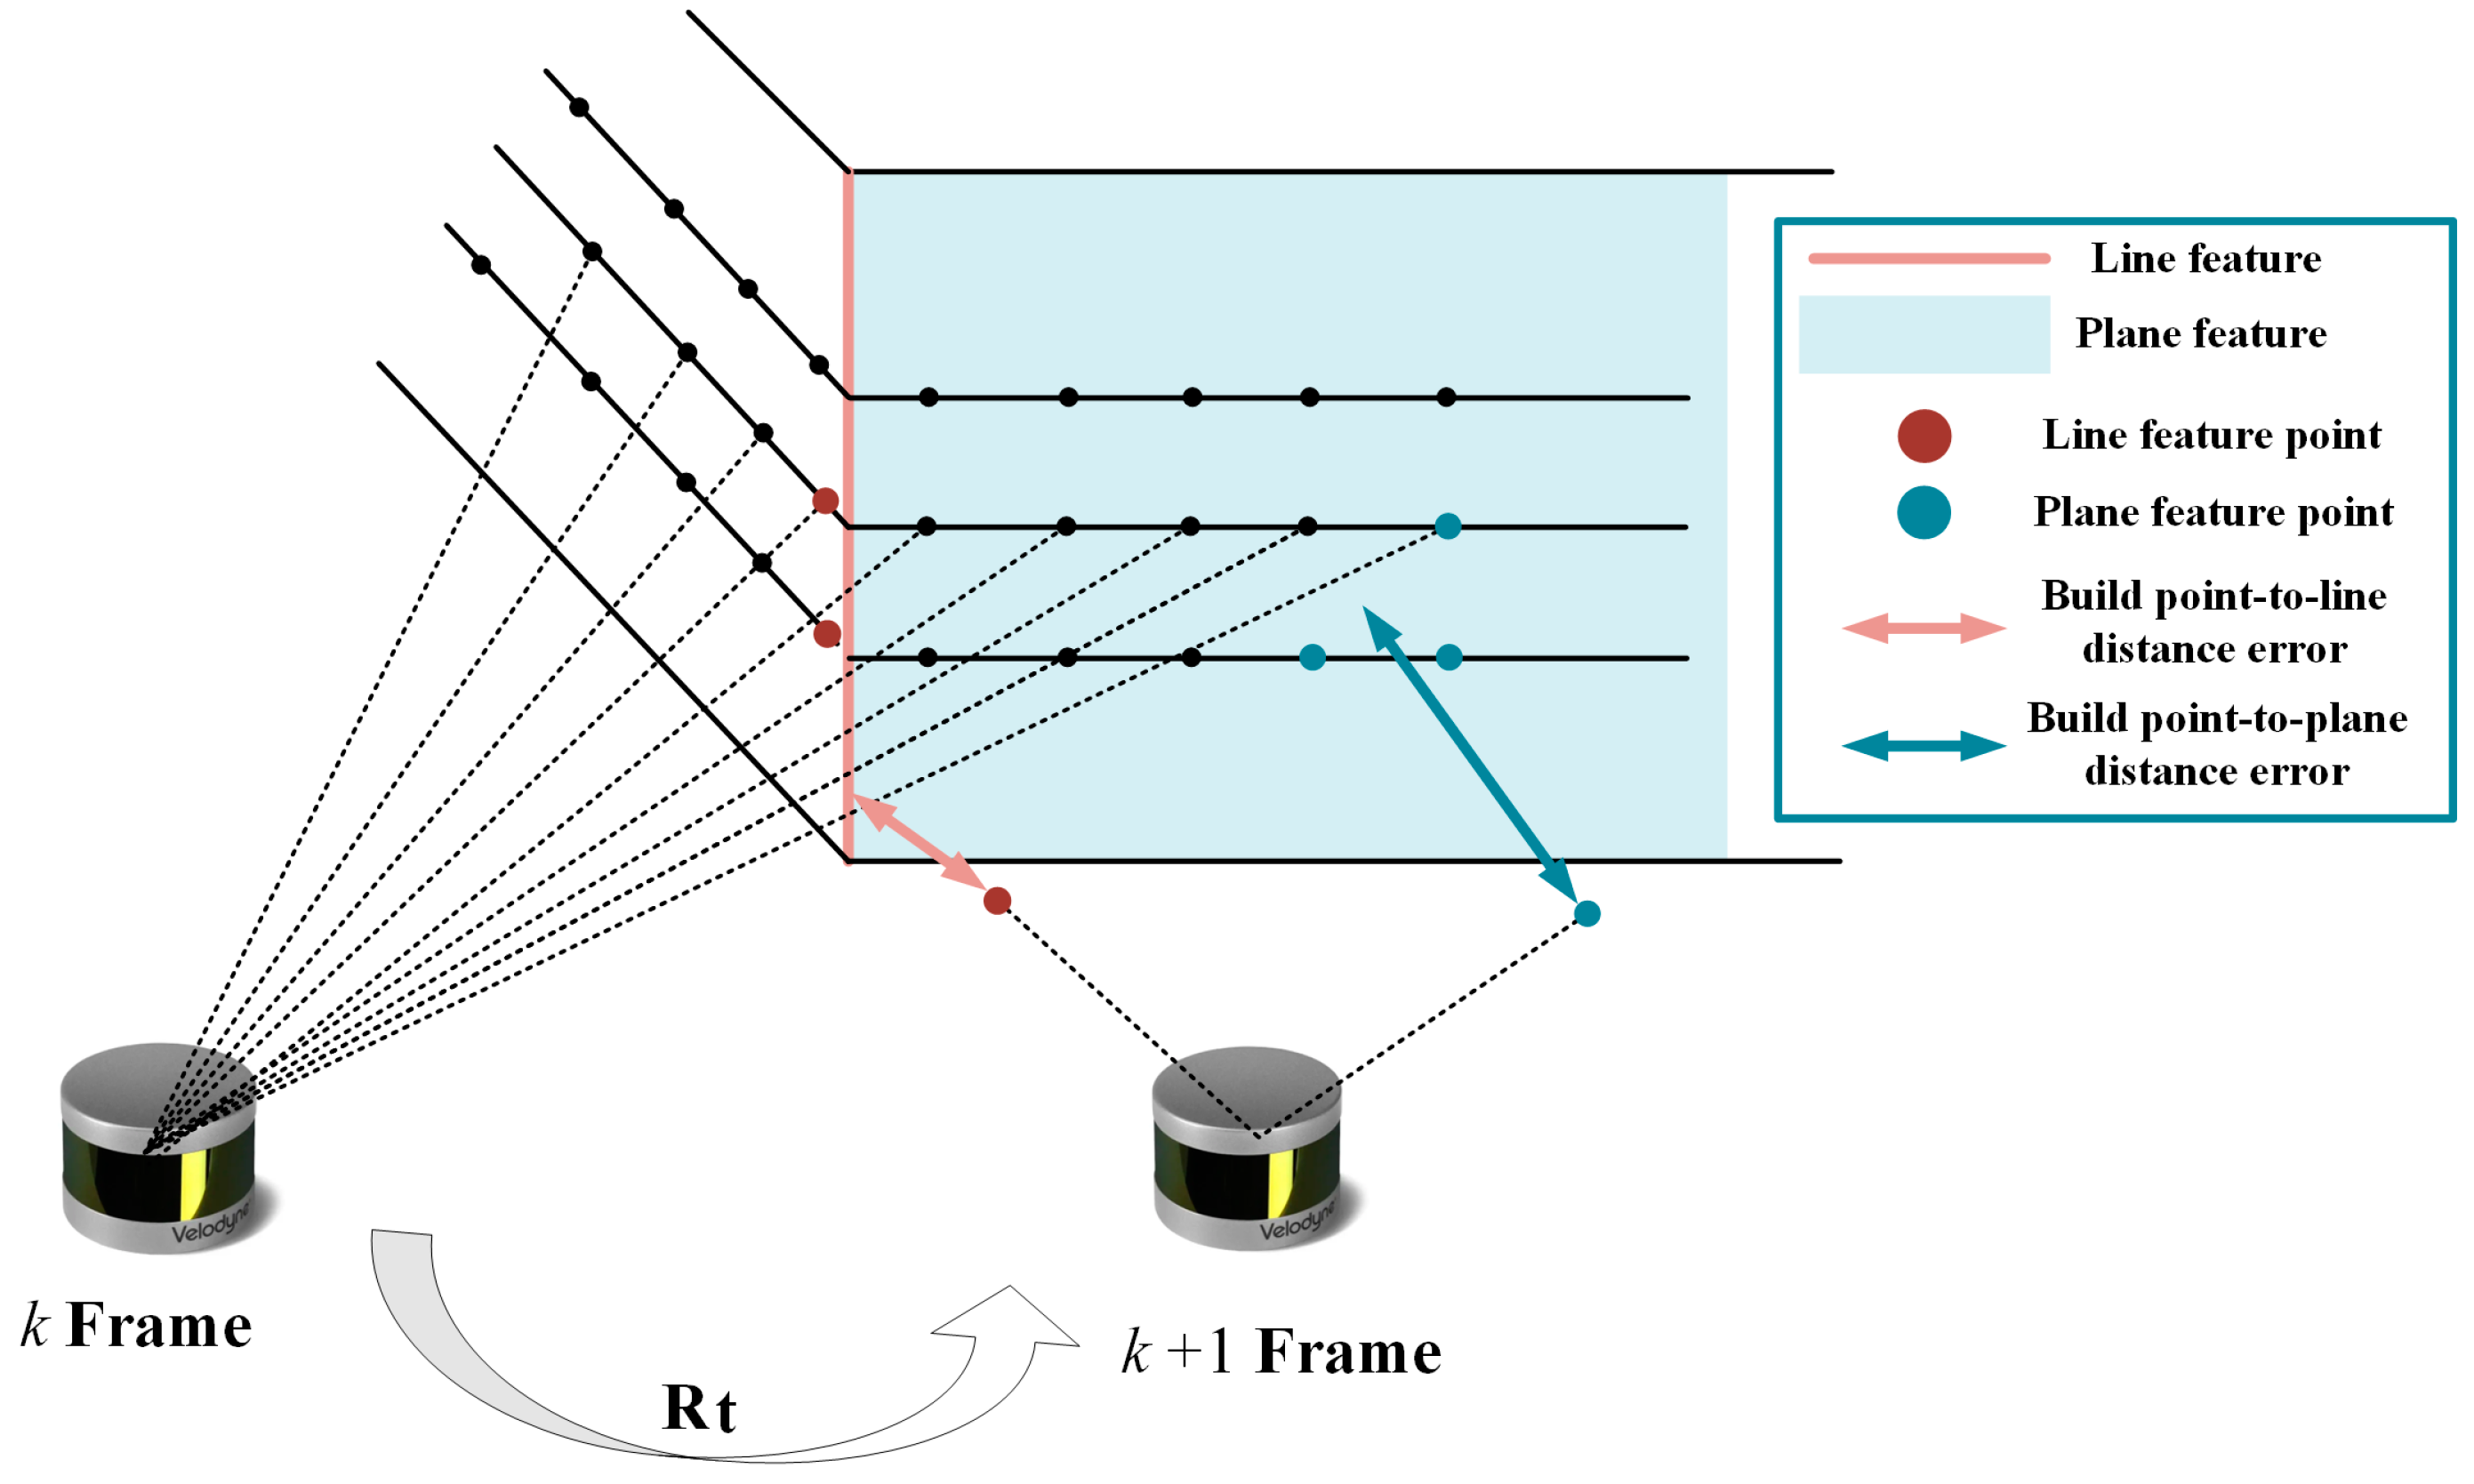 Line feature
Plane feature
Line feature point
Plane feature point
Build point-to-line
distance error
Build point-to-plane
distance error
Velodyne
Velodyne
k Frame
k +1 Frame
Rt